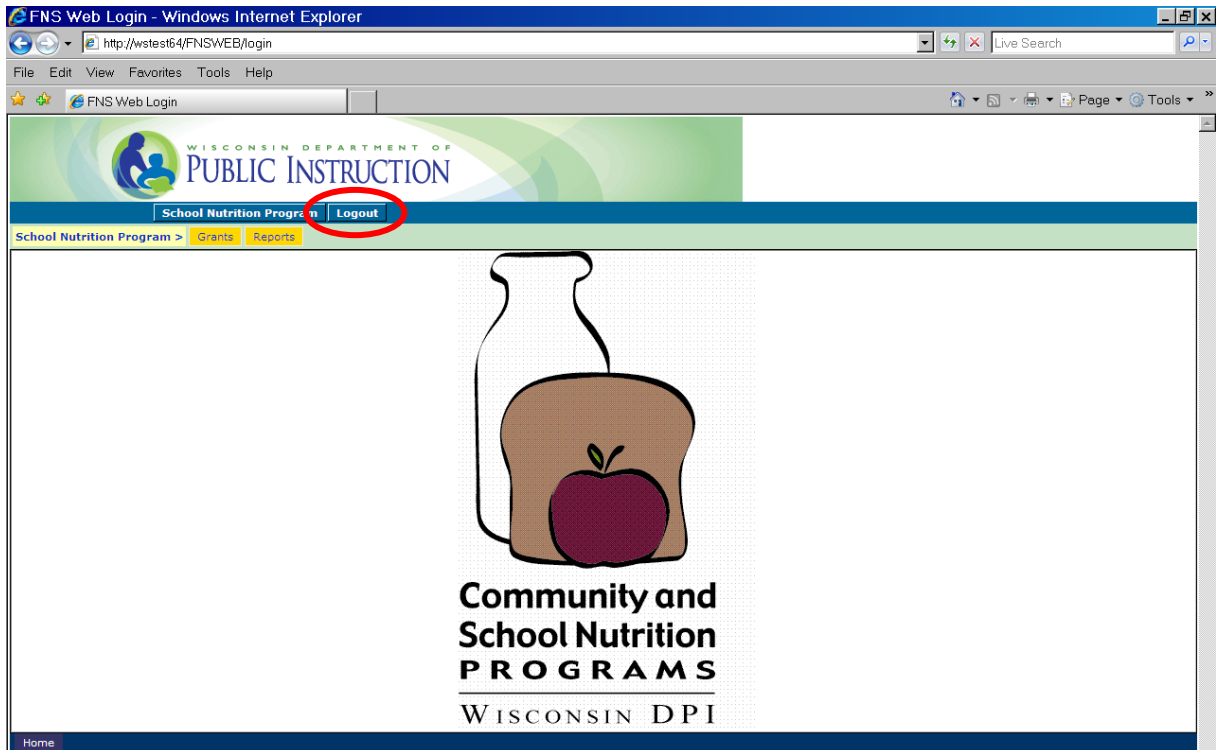 FNS Web Login - Windows Internet Explorer
http://wstest64/FNSWEB/login
Live Search
File Edit View Favorites Tools Help
FNS Web Login
Page Tools »
WISCONSIN DEPARTMENT OF
PUBLIC INSTRUCTION
School Nutrition Program Logout
School Nutrition Program > Grants Reports
Community and
School Nutrition
PROGRAMS
WISCONSIN DPI
Home